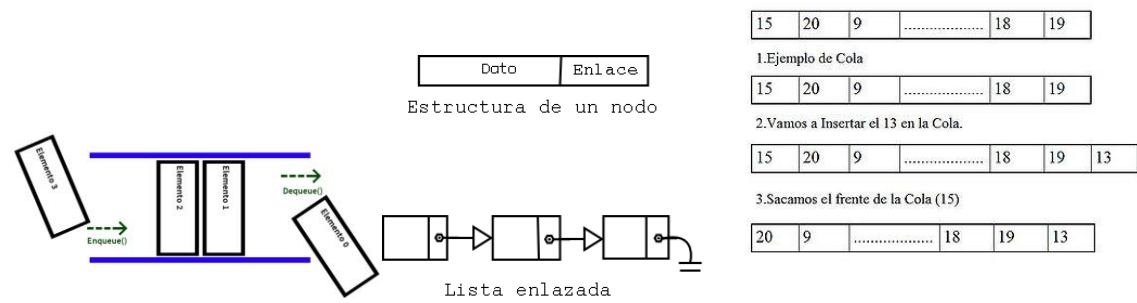 Elemento 3
Enqueue()
Elemento 2
Elemento 1
Dequeue()
Elemento 0
Dato Enlace
Estructura de un nodo
Lista enlazada
15 20 9 ................... 18 19
1.Ejemplo de Cola
15 20 9 ................... 18 19
2.Vamos a Insertar el 13 en la Cola.
15 20 9 ................... 18 19 13
3.Sacamos el frente de la Cola (15)
20 9 ................... 18 19 13